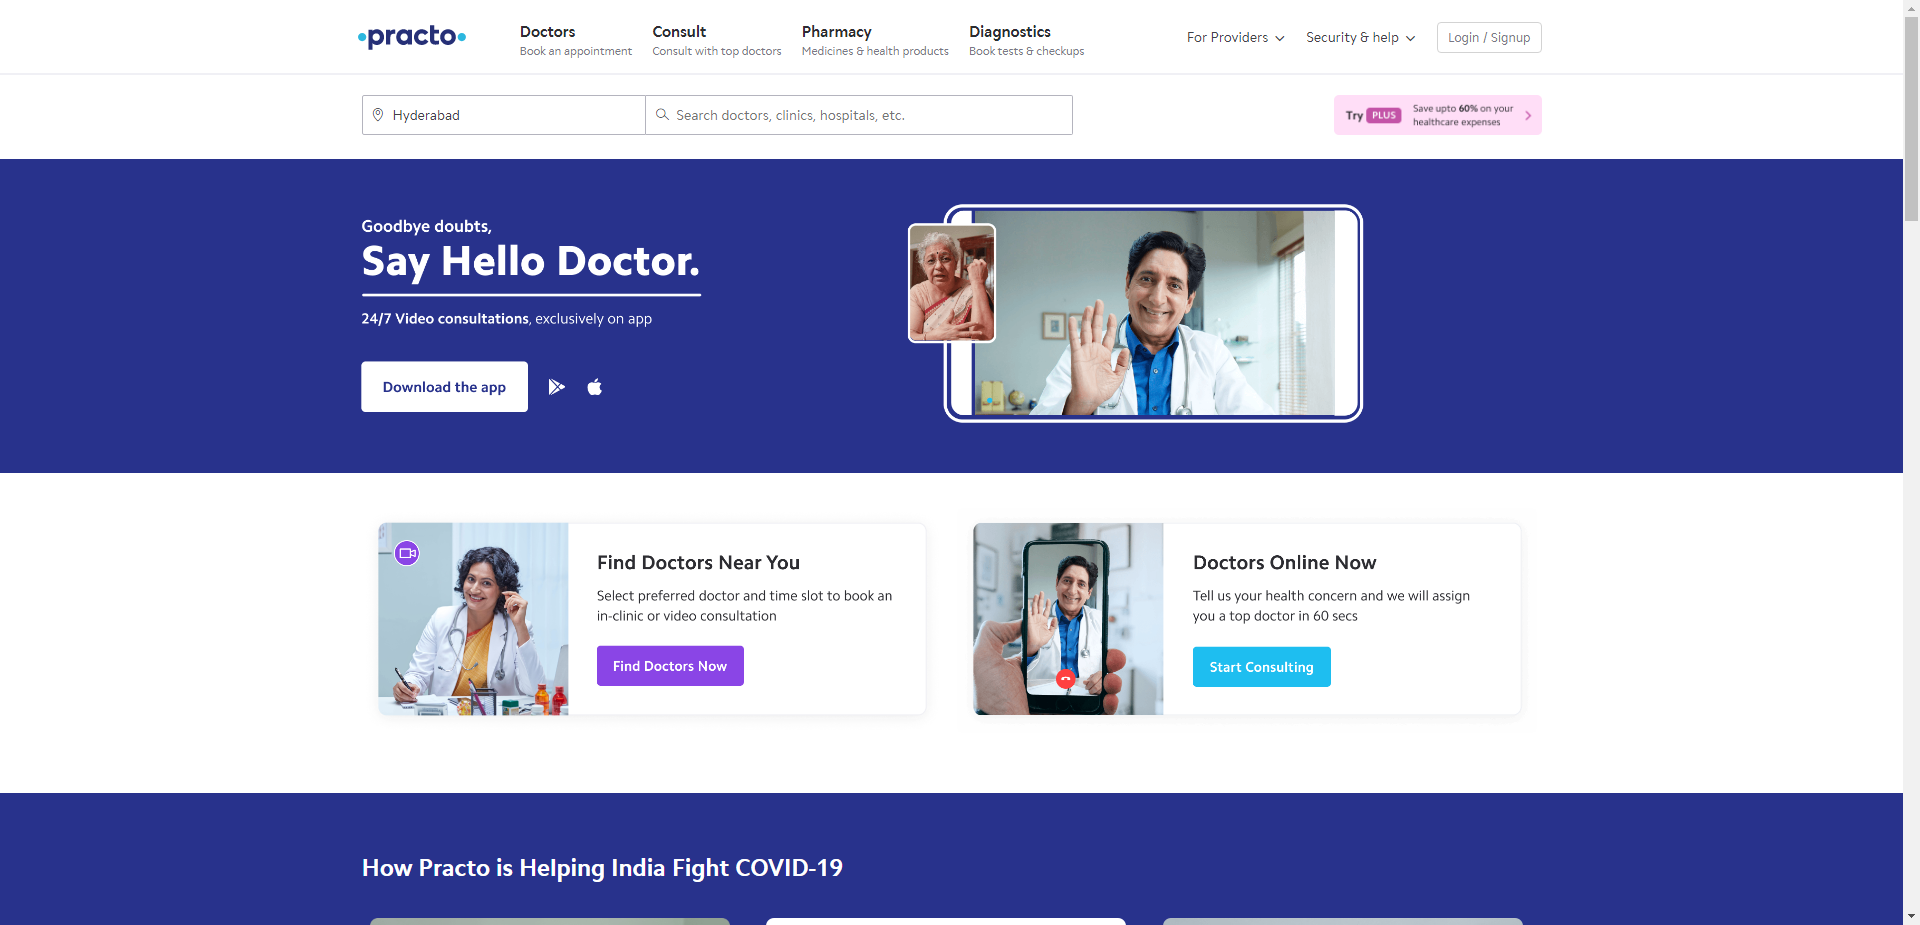 practo
Doctors
Book an appointment
Consult
Consult with top doctors
Pharmacy
Medicines & health products
Diagnostics
Book tests & checkups
For Providers
Security & help
Login / Signup
Hyderabad
Search doctors, clinics, hospitals, etc.
Try PLUS
Save upto 60% on your
healthcare expenses
Goodbye doubts,
Say Hello Doctor.
24/7 Video consultations, exclusively on app
Download the app
Find Doctors Near You
Select preferred doctor and time slot to book an
in-clinic or video consultation
Find Doctors Now
Doctors Online Now
Tell us your health concern and we will assign
you a top doctor in 60 secs
Start Consulting
How Practo is Helping India Fight COVID-19